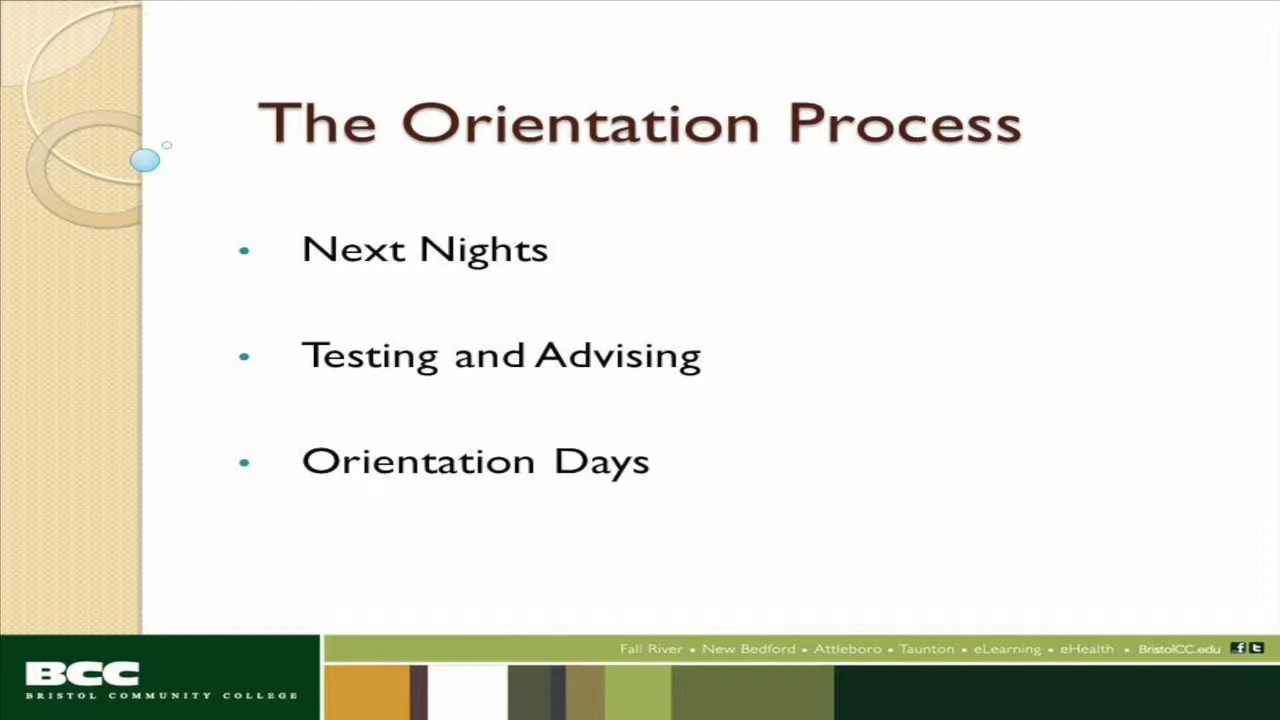 The Orientation Process
• Next Nights
• Testing and Advising
• Orientation Days
Fall River • New Bedford • Attleboro • Taunton • eLearning • eHealth • BristolCC.edu
BCC
BRISTOL COMMUNITY COLLEGE